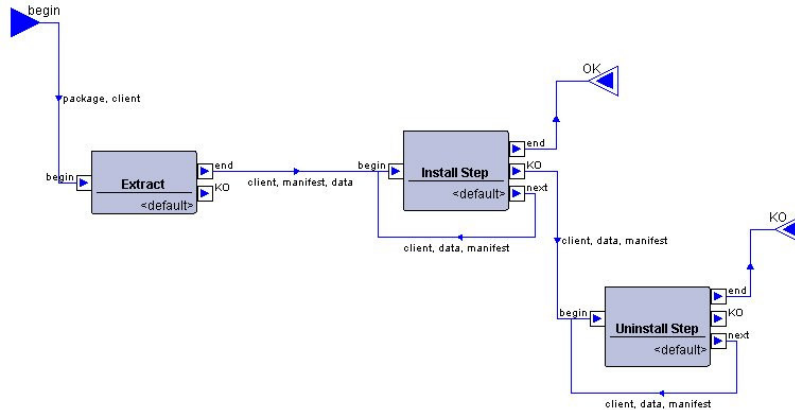 begin
package, client
begin
Extract
<default>
end
KO
client, manifest, data
begin
Install Step
<default>
end
KO
next
client, data, manifest
OK
client, data, manifest
begin
Uninstall Step
<default>
end
KO
next
client, data, manifest
KO